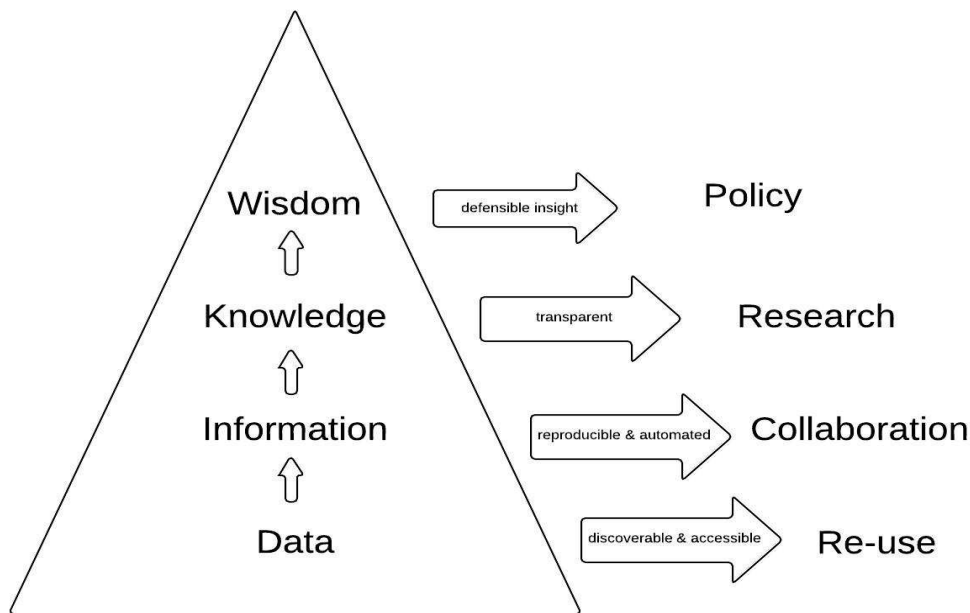 Wisdom
defensible insight
Policy
Knowledge
transparent
Research
Information
reproducible & automated
Collaboration
Data
discoverable & accessible
Re-use